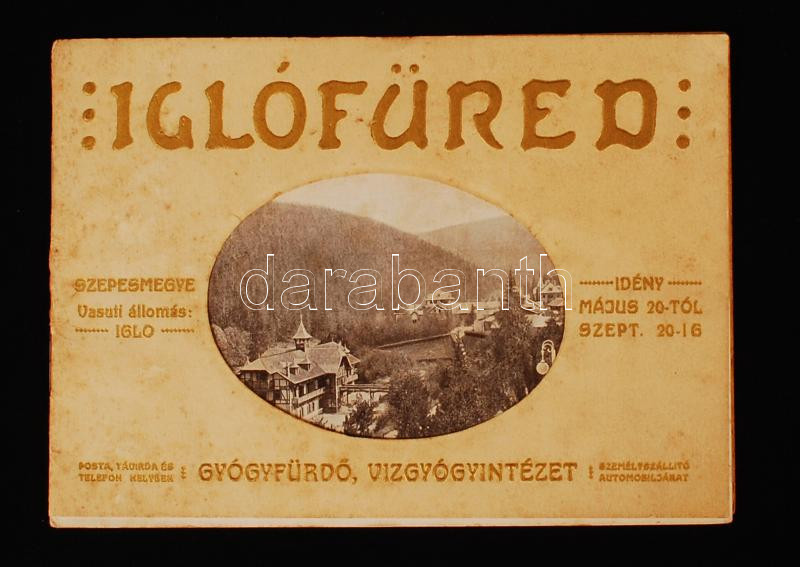 IGLÓFÜRED
SZEPESMEGYE
Vasuti állomás:
IGLO
IDÉNY
MÁJUS 20-TÓL
SZEPT. 20-IG
darabanth
POSTA, TÁVIRDA ÉS
TELEFON HELYBEN
GYÓGYFÜRDŐ, VIZGYÓGYINTÉZET
SZEMÉLYSZÁLLITÓ
AUTOMOBILJÁRAT